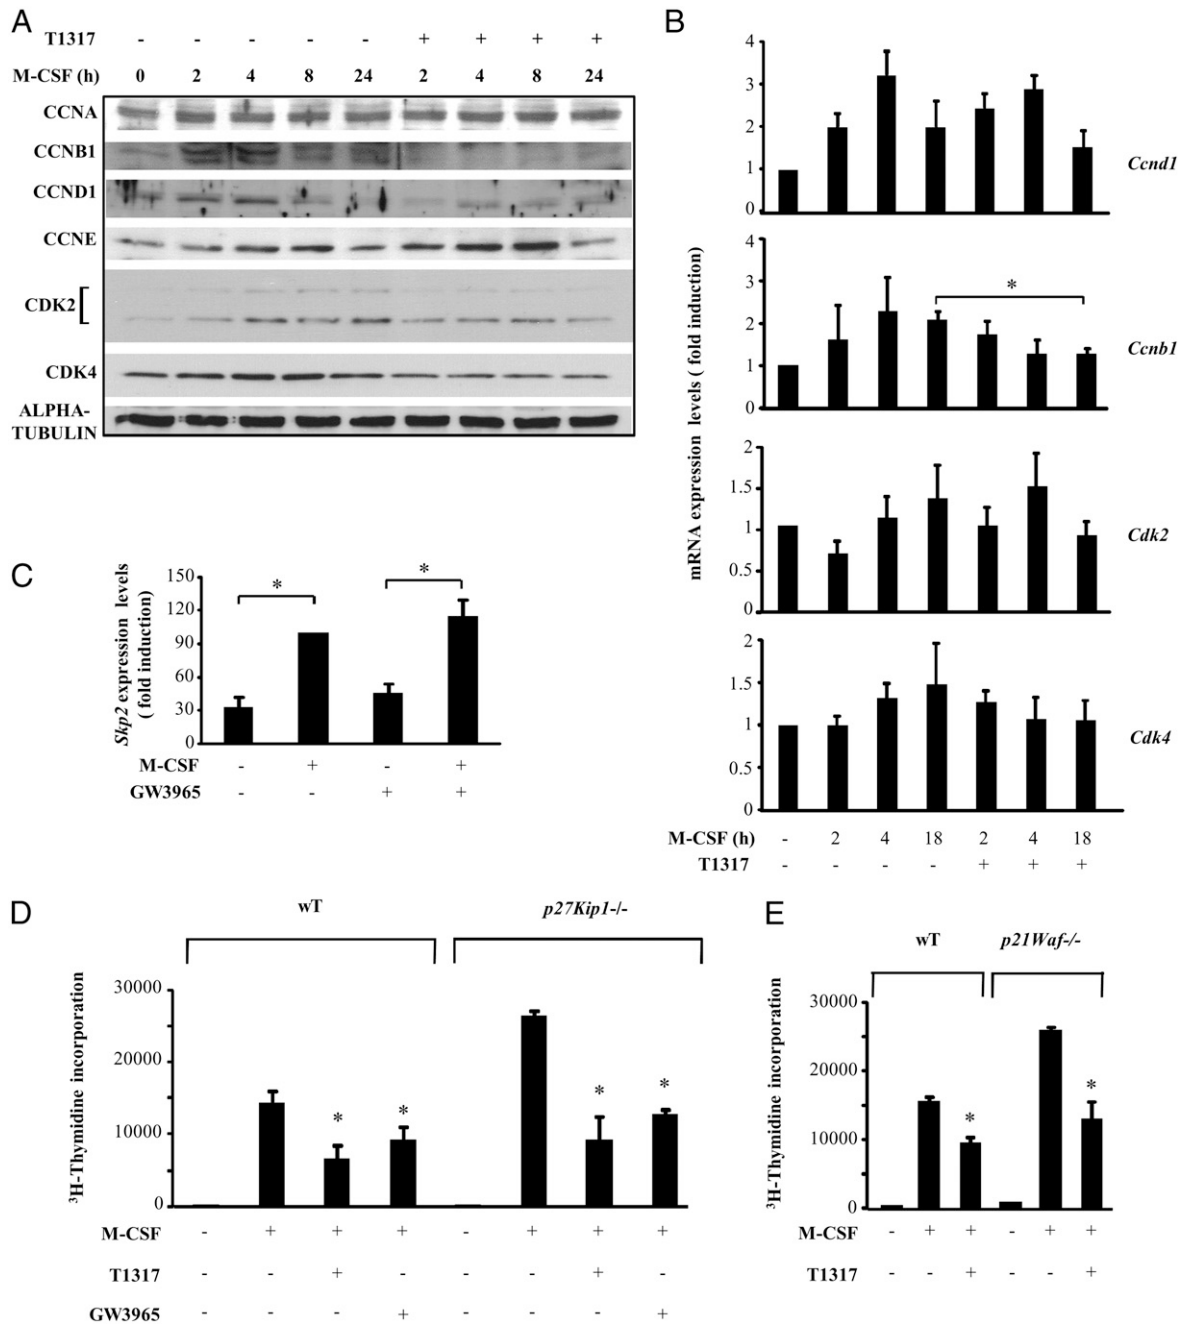 A
T1317 - - - - - + + + +
M-CSF (h) 0 2 4 8 24 2 4 8 24
CCNA
CCNB1
CCND1
CCNE
CDK2
CDK4
ALPHA-
TUBULIN
B
mRNA expression levels ( fold induction)
4
3
2
1
0
Ccnd1
4
3
2
1
0
*
Ccnb1
2
1.5
1
0.5
0
Cdk2
2
1.5
1
0.5
0
Cdk4
M-CSF (h) - 2 4 18 2 4 18
T1317 - - - - + + +
C
Skp2 expression levels
( fold induction)
150
120
90
60
30
0
* *
M-CSF - + - +
GW3965 - - + +
D
wT p27Kip1-/-
3H-Thymidine incorporation
30000
20000
10000
0
* * * *
M-CSF - + + + - + + +
T1317 - - + - - - + -
GW3965 - - - + - - - +
E
wT p21Waf-/-
3H-Thymidine incorporation
30000
20000
10000
0
* *
M-CSF - + + - + +
T1317 - - + - - +